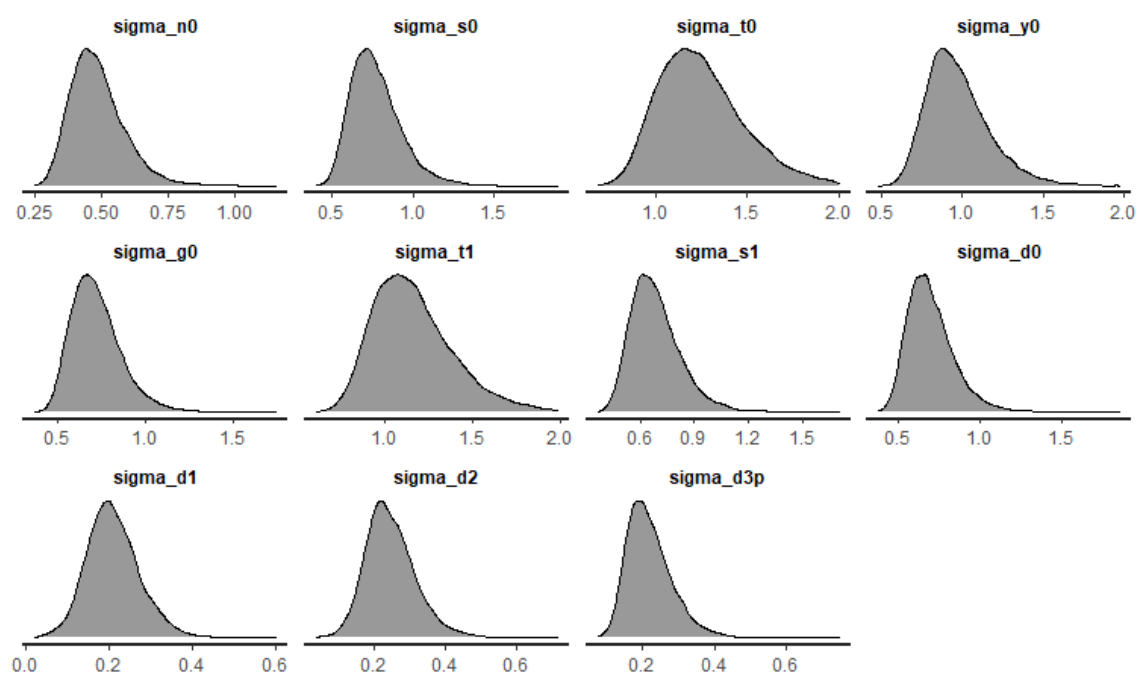 sigma_n0 sigma_s0 sigma_t0 sigma_y0
0.25 0.50 0.75 1.00 0.5 1.0 1.5 1.0 1.5 2.0 0.5 1.0 1.5 2.0
sigma_g0 sigma_t1 sigma_s1 sigma_d0
0.5 1.0 1.5 1.0 1.5 2.0 0.6 0.9 1.2 1.5 0.5 1.0 1.5
sigma_d1 sigma_d2 sigma_d3p
0.0 0.2 0.4 0.6 0.2 0.4 0.6 0.2 0.4 0.6